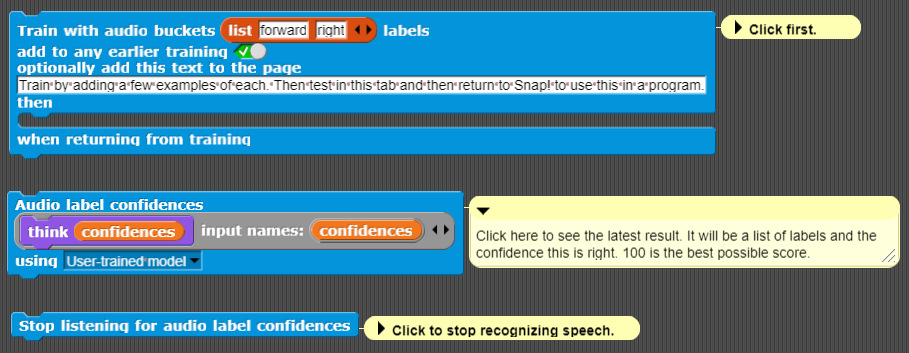 Train with audio buckets list forward right labels
Click first.
add to any earlier training
optionally add this text to the page
Train by adding a few examples of each. Then test in this tab and then return to Snap! to use this in a program.
then
when returning from training
Audio label confidences
think confidences input names: confidences
using User-trained model
Click here to see the latest result. It will be a list of labels and the
confidence this is right. 100 is the best possible score.
Stop listening for audio label confidences
Click to stop recognizing speech.